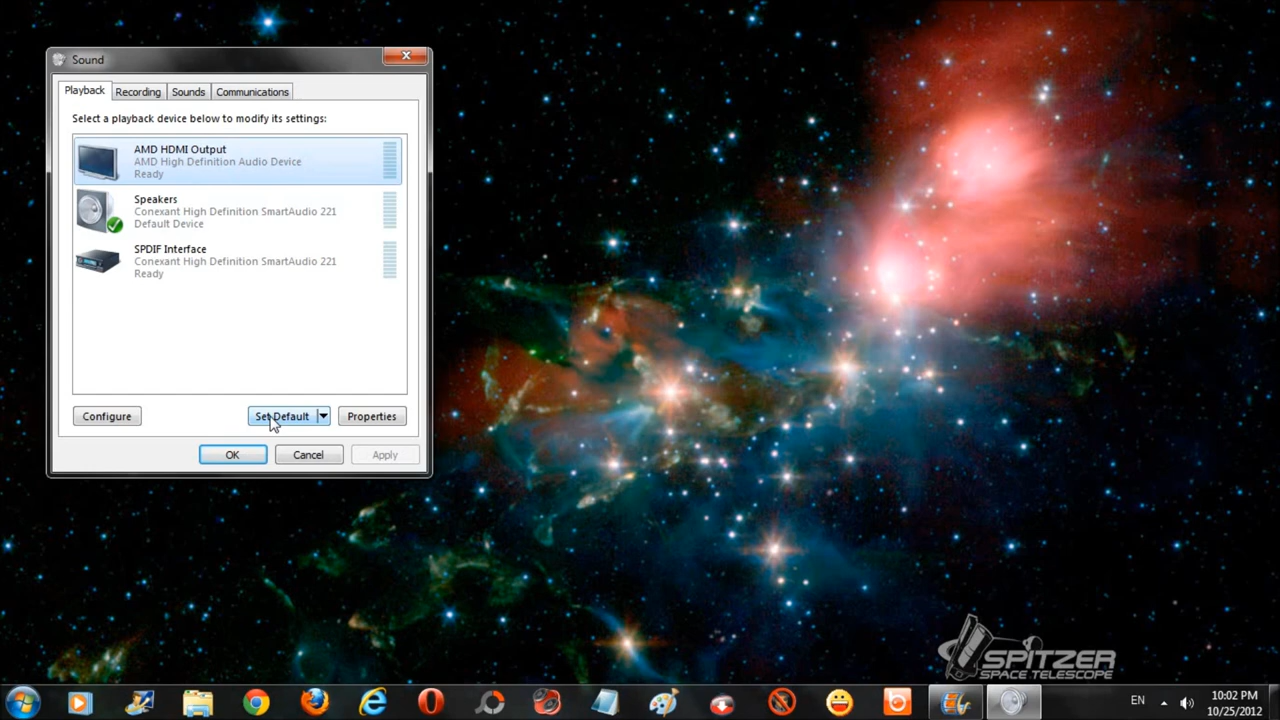 Sound
Playback
Recording
Sounds
Communications
Select a playback device below to modify its settings:
AMD HDMI Output
AMD High Definition Audio Device
Ready
Speakers
Conexant High Definition SmartAudio 221
Default Device
SPDIF Interface
Conexant High Definition SmartAudio 221
Ready
Configure
Set Default
Properties
OK
Cancel
Apply
SPITZER
SPACE TELESCOPE
EN
10:02 PM
10/25/2012